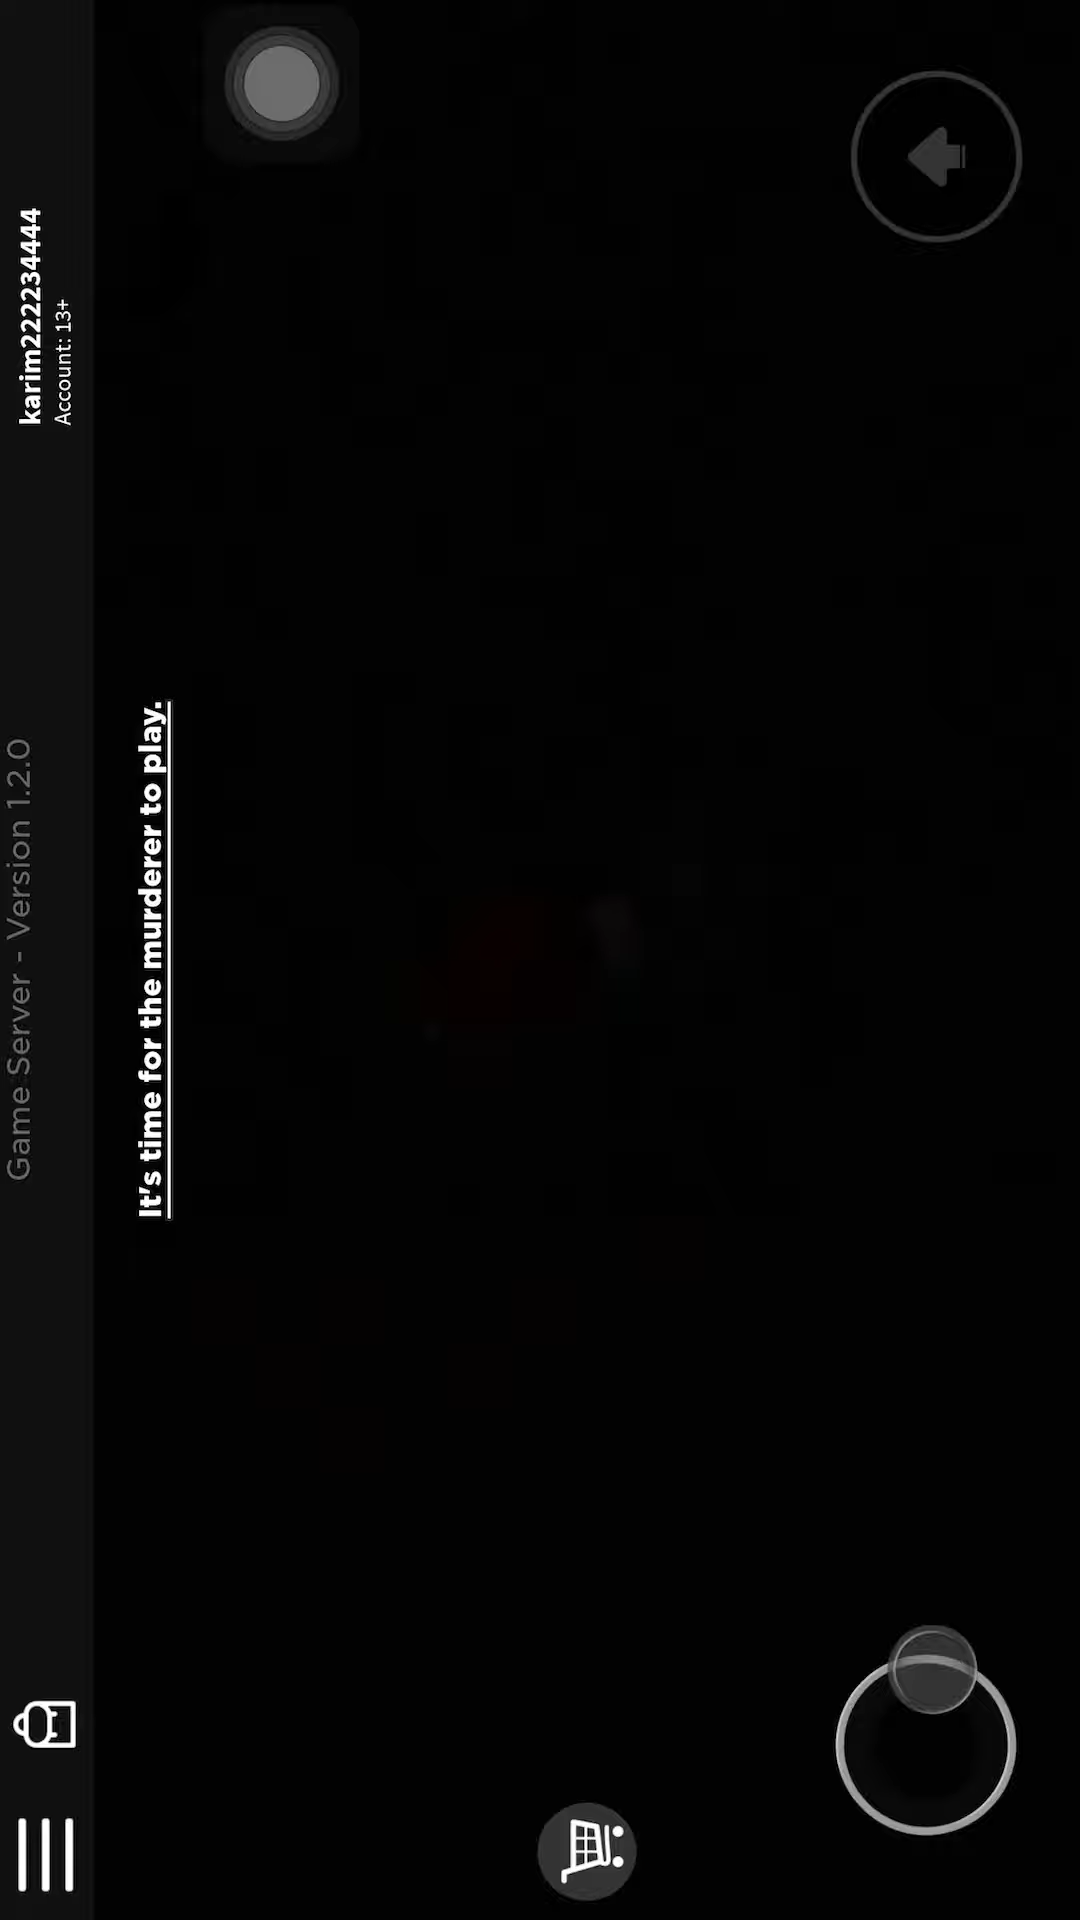 karim222234444
Account: 13+
Game Server - Version 1.2.0
It's time for the murderer to play.